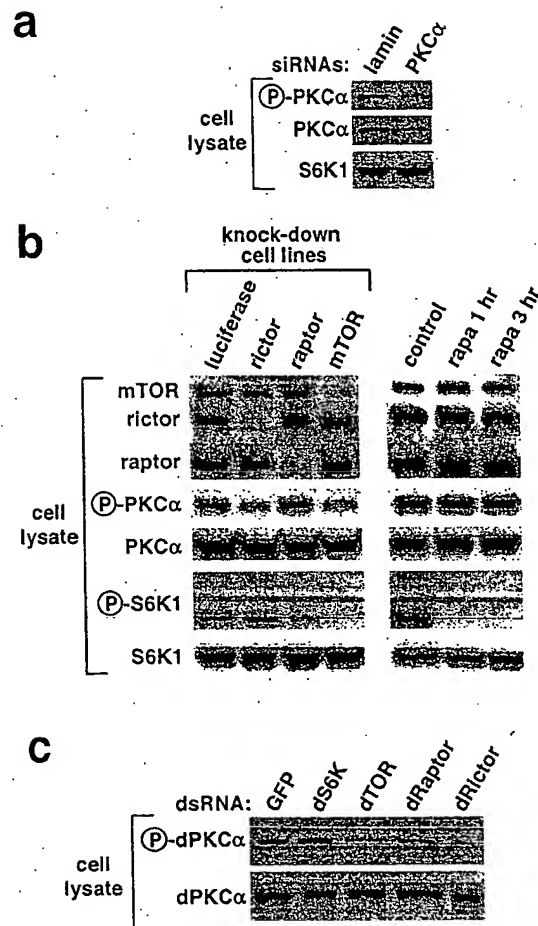 a
siRNAs: lamin PKCα
Ⓟ-PKCα
PKCα
S6K1
cell lysate
b
knock-down cell lines
luciferase rictor raptor mTOR control rapa 1 hr rapa 3 hr
mTOR
rictor
raptor
Ⓟ-PKCα
PKCα
Ⓟ-S6K1
S6K1
cell lysate
c
dsRNA: GFP dS6K dTOR dRaptor dRictor
Ⓟ-dPKCα
dPKCα
cell lysate